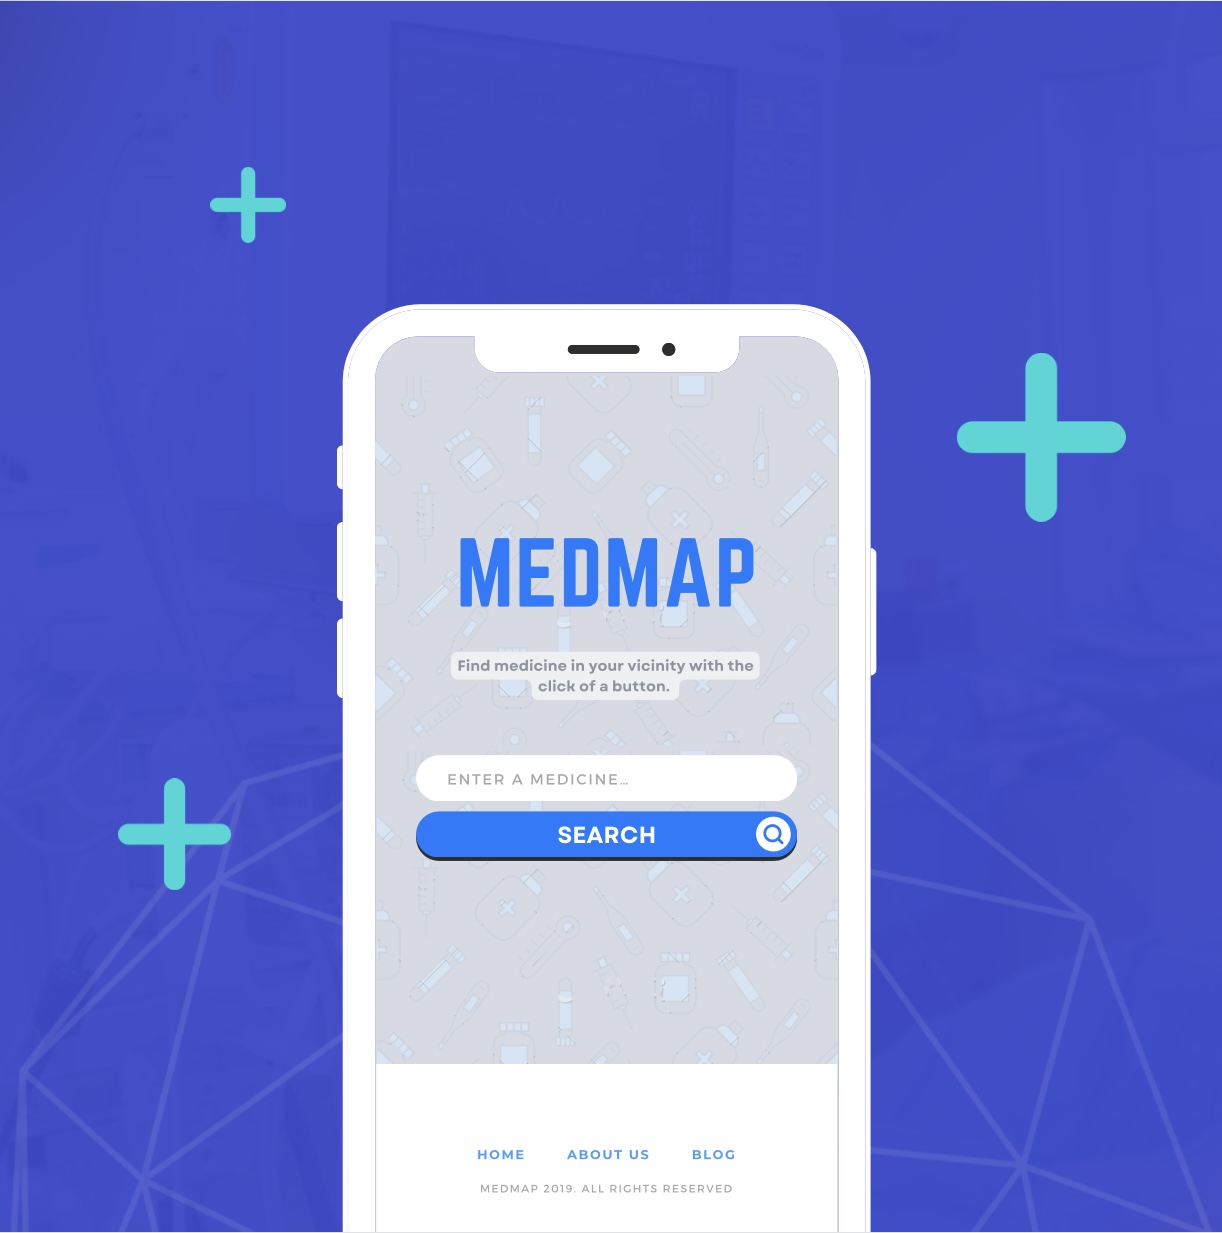 MEDMAP
Find medicine in your vicinity with the
click of a button.
ENTER A MEDICINE...
SEARCH
HOME ABOUT US BLOG
MEDMAP 2019. ALL RIGHTS RESERVED